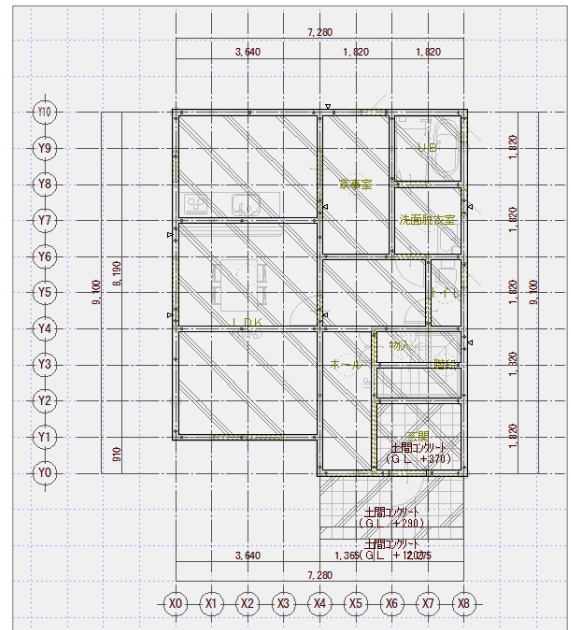 7,280
3,640 1,820 1,820
Y10
Y9
UB
1,820
Y8
家事室
Y7
洗面脱衣室
1,820
Y6
Y5
トイレ
9,100
8,190
1,820
9,100
Y4
LDK
物入
Y3
ホール
階段
1,820
Y2
Y1
玄関
910
土間コンクリート
(GL +370)
1,820
Y0
土間コンクリート
(GL +290)
土間コンクリート
3,640 1,365
7,280
X0 X1 X2 X3 X4 X5 X6 X7 X8